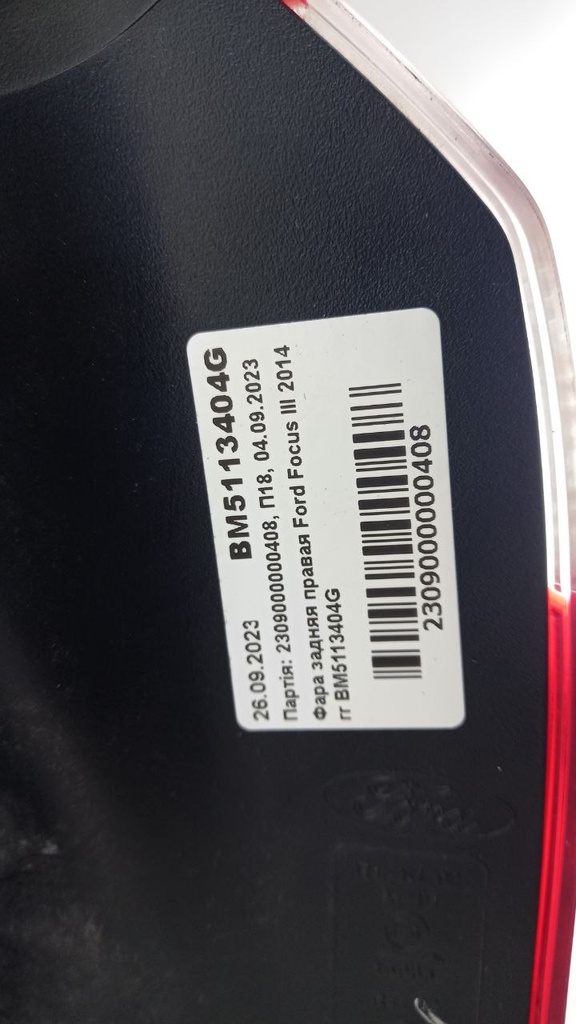 BM5113404G
26.09.2023
Партія: 2309000000408, П18, 04.09.2023
Фара задняя правая Ford Focus III 2014
гг BM5113404G
2309000000408